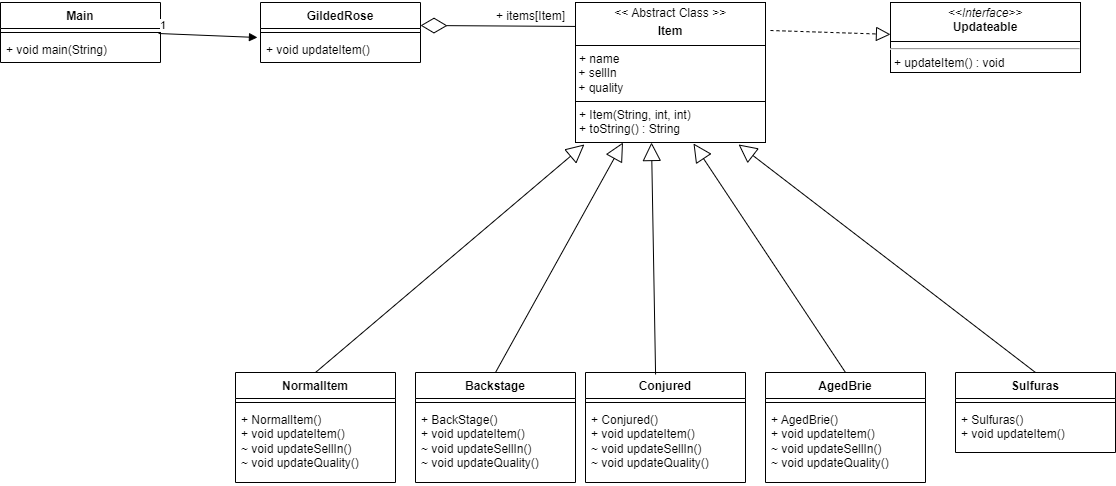 Main
+ void main(String)
1
GildedRose
+ void updateItem()
+ items[Item]
<< Abstract Class >>
Item
+ name
+ sellIn
+ quality
+ Item(String, int, int)
+ toString() : String
<<Interface>>
Updateable
+ updateItem() : void
NormalItem
+ NormalItem()
+ void updateItem()
~ void updateSellIn()
~ void updateQuality()
Backstage
+ BackStage()
+ void updateItem()
~ void updateSellIn()
~ void updateQuality()
Conjured
+ Conjured()
+ void updateItem()
~ void updateSellIn()
~ void updateQuality()
AgedBrie
+ AgedBrie()
+ void updateItem()
~ void updateSellIn()
~ void updateQuality()
Sulfuras
+ Sulfuras()
+ void updateItem()